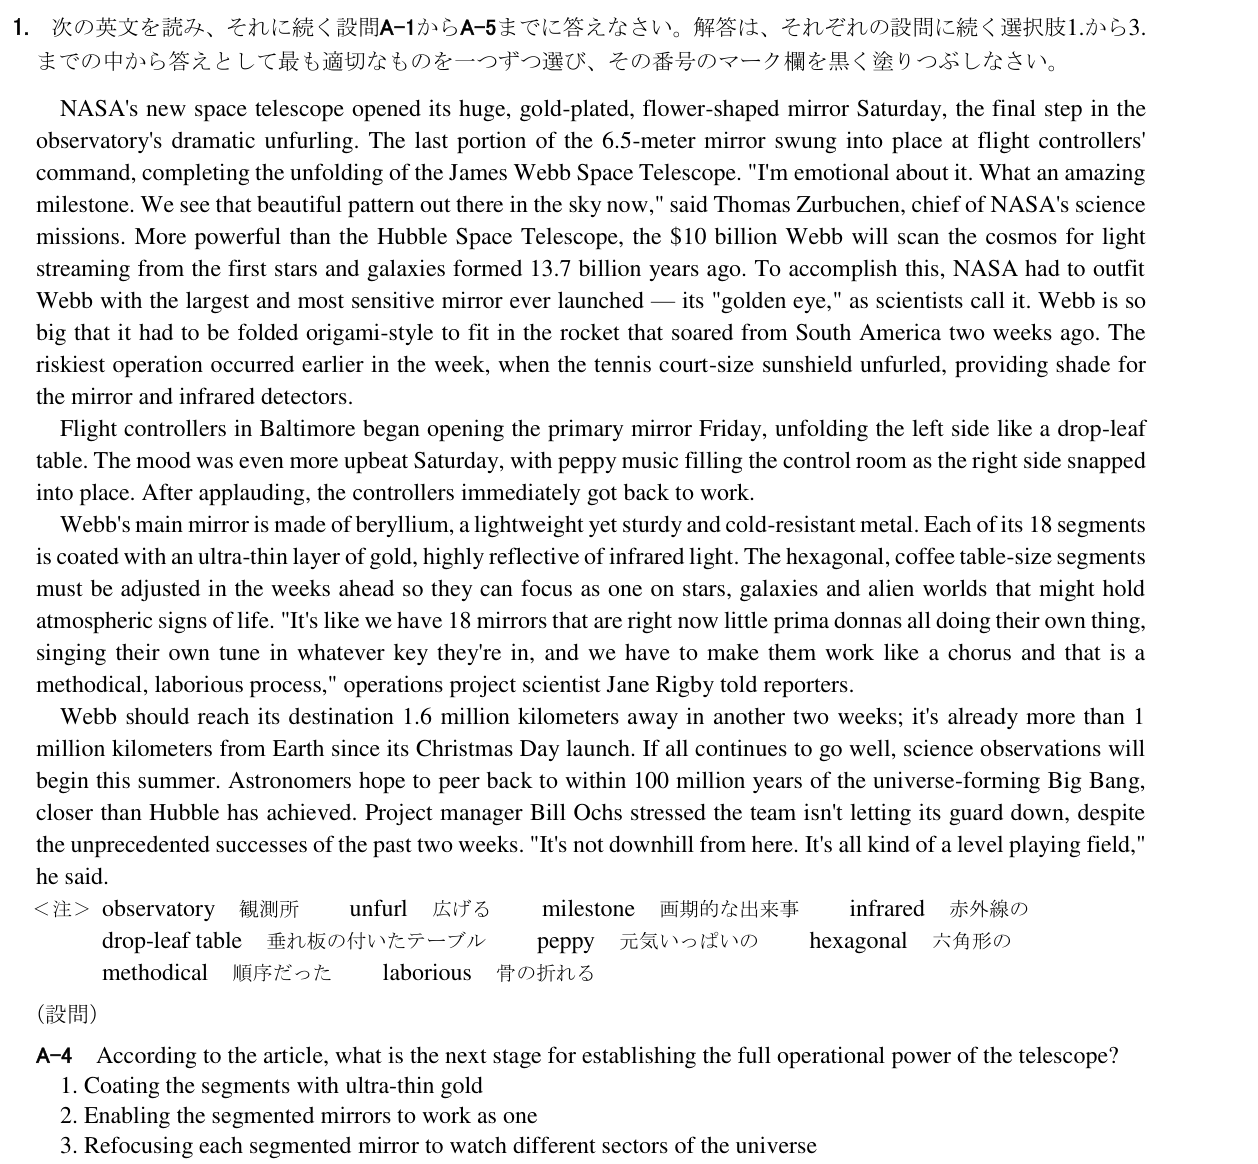 1. 次の英文を読み、それに続く設問A-1からA-5までに答えなさい。解答は、それぞれの設問に続く選択肢1.から3.
までの中から答えとして最も適切なものを一つずつ選び、その番号のマーク欄を黒く塗りつぶしなさい。
NASA's new space telescope opened its huge, gold-plated, flower-shaped mirror Saturday, the final step in the
observatory's dramatic unfurling. The last portion of the 6.5-meter mirror swung into place at flight controllers'
command, completing the unfolding of the James Webb Space Telescope. "I'm emotional about it. What an amazing
milestone. We see that beautiful pattern out there in the sky now," said Thomas Zurbuchen, chief of NASA's science
missions. More powerful than the Hubble Space Telescope, the $10 billion Webb will scan the cosmos for light
streaming from the first stars and galaxies formed 13.7 billion years ago. To accomplish this, NASA had to outfit
Webb with the largest and most sensitive mirror ever launched — its "golden eye," as scientists call it. Webb is so
big that it had to be folded origami-style to fit in the rocket that soared from South America two weeks ago. The
riskiest operation occurred earlier in the week, when the tennis court-size sunshield unfurled, providing shade for
the mirror and infrared detectors.
Flight controllers in Baltimore began opening the primary mirror Friday, unfolding the left side like a drop-leaf
table. The mood was even more upbeat Saturday, with peppy music filling the control room as the right side snapped
into place. After applauding, the controllers immediately got back to work.
Webb's main mirror is made of beryllium, a lightweight yet sturdy and cold-resistant metal. Each of its 18 segments
is coated with an ultra-thin layer of gold, highly reflective of infrared light. The hexagonal, coffee table-size segments
must be adjusted in the weeks ahead so they can focus as one on stars, galaxies and alien worlds that might hold
atmospheric signs of life. "It's like we have 18 mirrors that are right now little prima donnas all doing their own thing,
singing their own tune in whatever key they're in, and we have to make them work like a chorus and that is a
methodical, laborious process," operations project scientist Jane Rigby told reporters.
Webb should reach its destination 1.6 million kilometers away in another two weeks; it's already more than 1
million kilometers from Earth since its Christmas Day launch. If all continues to go well, science observations will
begin this summer. Astronomers hope to peer back to within 100 million years of the universe-forming Big Bang,
closer than Hubble has achieved. Project manager Bill Ochs stressed the team isn't letting its guard down, despite
the unprecedented successes of the past two weeks. "It's not downhill from here. It's all kind of a level playing field,"
he said.
＜注＞ observatory 観測所 unfurl 広げる milestone 画期的な出来事 infrared 赤外線の
drop-leaf table 垂れ板の付いたテーブル peppy 元気いっぱいの hexagonal 六角形の
methodical 順序だった laborious 骨の折れる
（設問）
A-4 According to the article, what is the next stage for establishing the full operational power of the telescope?
1. Coating the segments with ultra-thin gold
2. Enabling the segmented mirrors to work as one
3. Refocusing each segmented mirror to watch different sectors of the universe